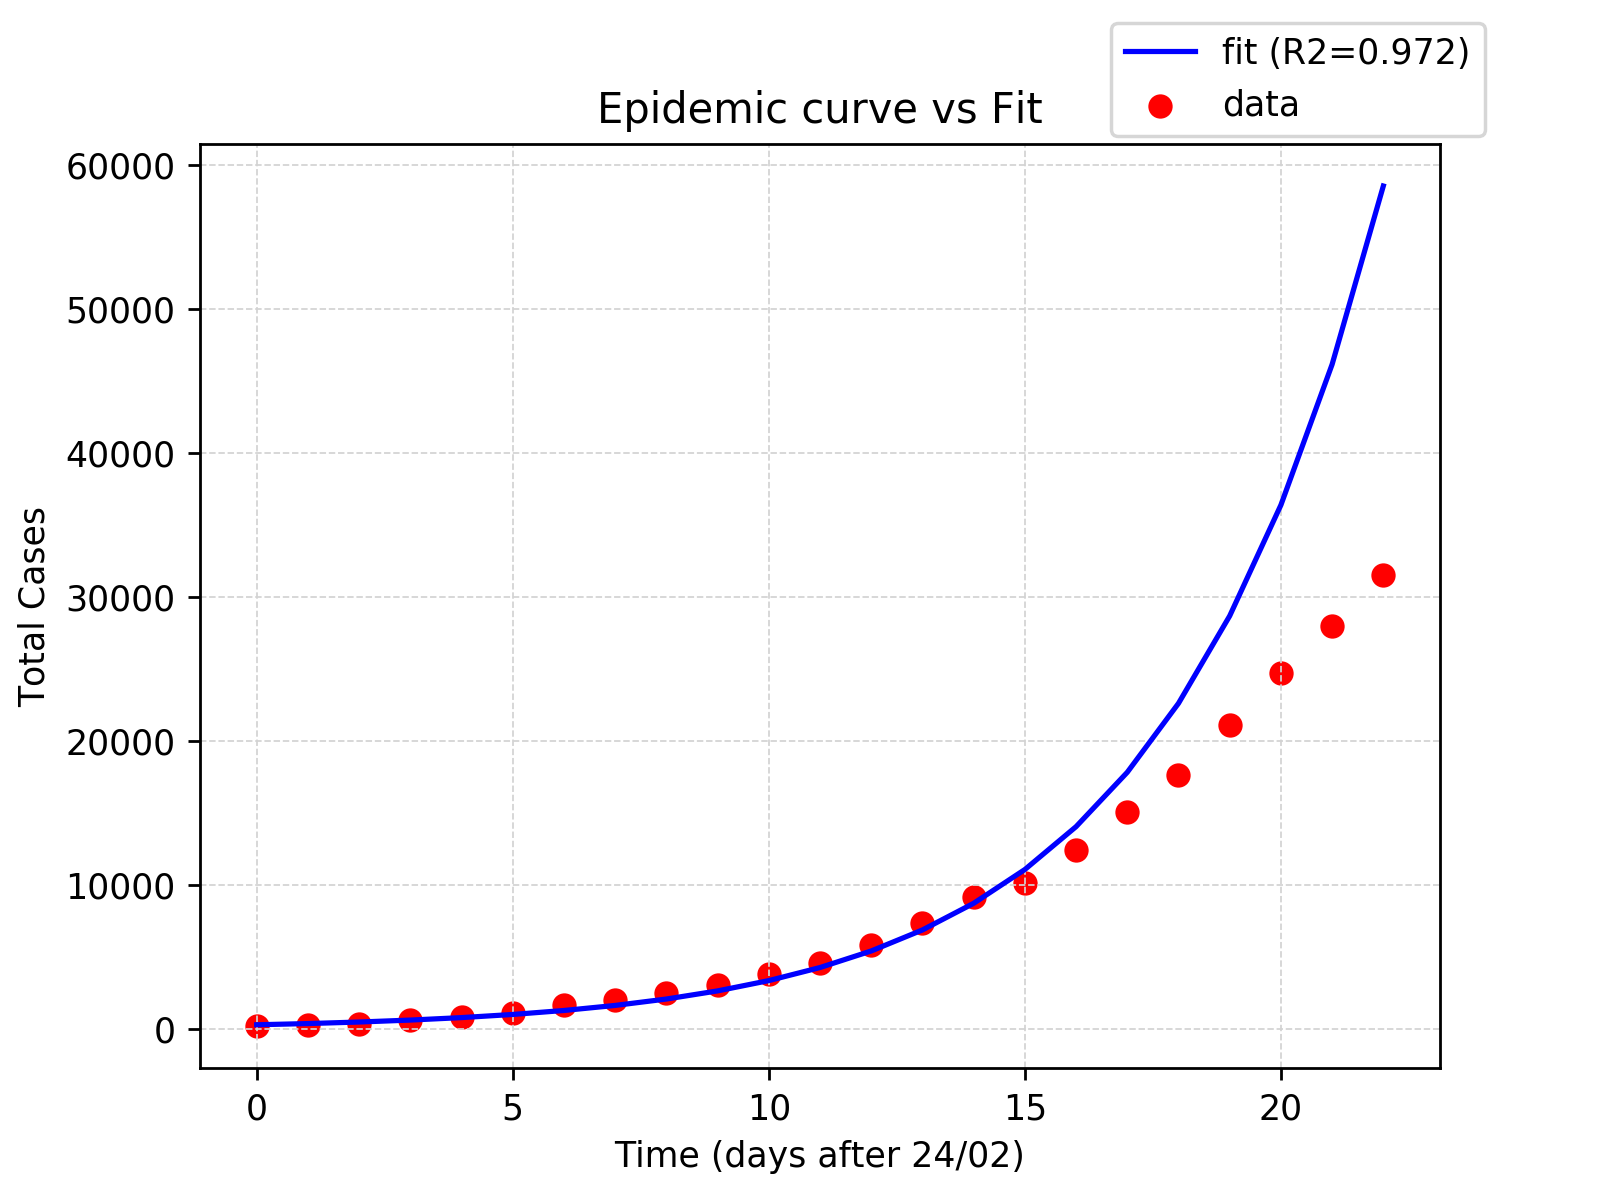 fit (R2=0.972)
data
Epidemic curve vs Fit
60000
50000
40000
30000
20000
10000
0
Total Cases
0 5 10 15 20
Time (days after 24/02)